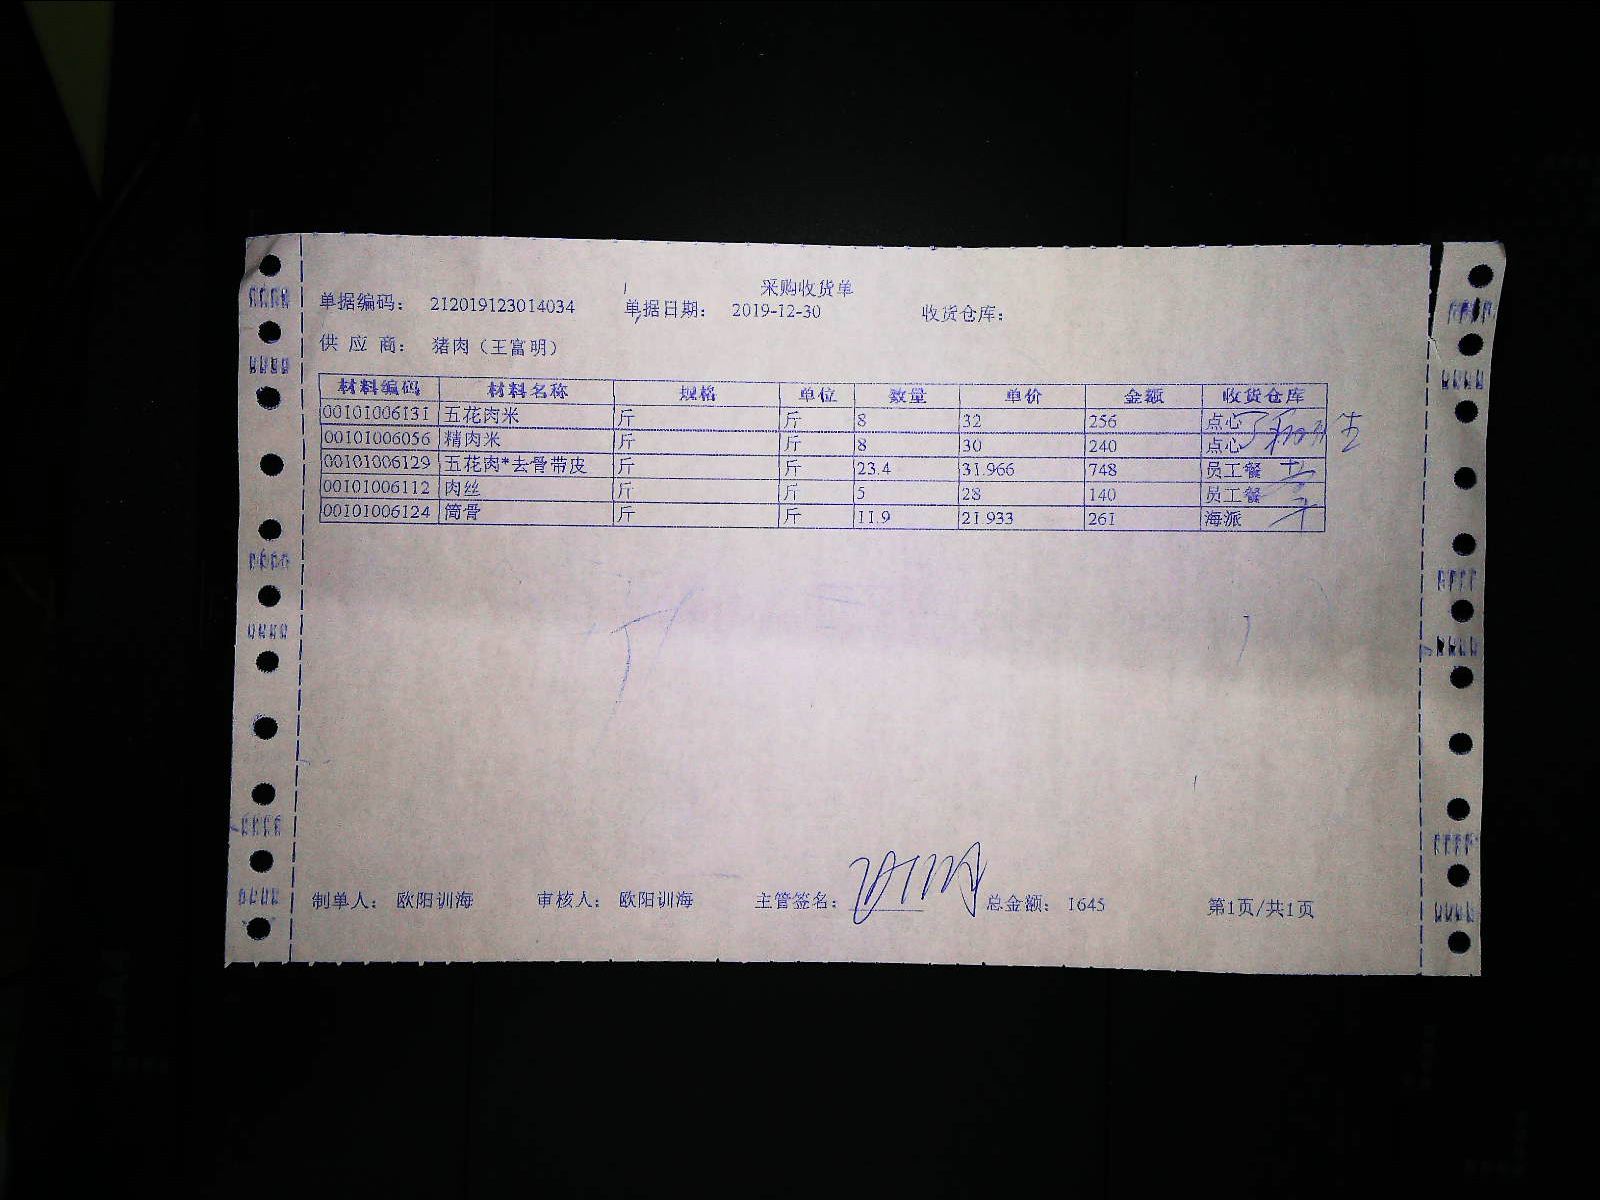 采购收货单
单据编码： 212019123014034 单据日期： 2019-12-30 收货仓库：
供 应 商： 猪肉（王富明）
材料编码 材料名称 规格 单位 数量 单价 金额 收货仓库
00101006131 五花肉米 斤 斤 8 32 256 点心
00101006056 精肉米 斤 斤 8 30 240 点心
00101006129 五花肉*去骨带皮 斤 斤 23.4 31.966 748 员工餐
00101006112 肉丝 斤 斤 5 28 140 员工餐
00101006124 筒骨 斤 斤 11.9 21.933 261 海派
制单人： 欧阳训海 审核人： 欧阳训海 主管签名： 总金额： 1645 第1页/共1页